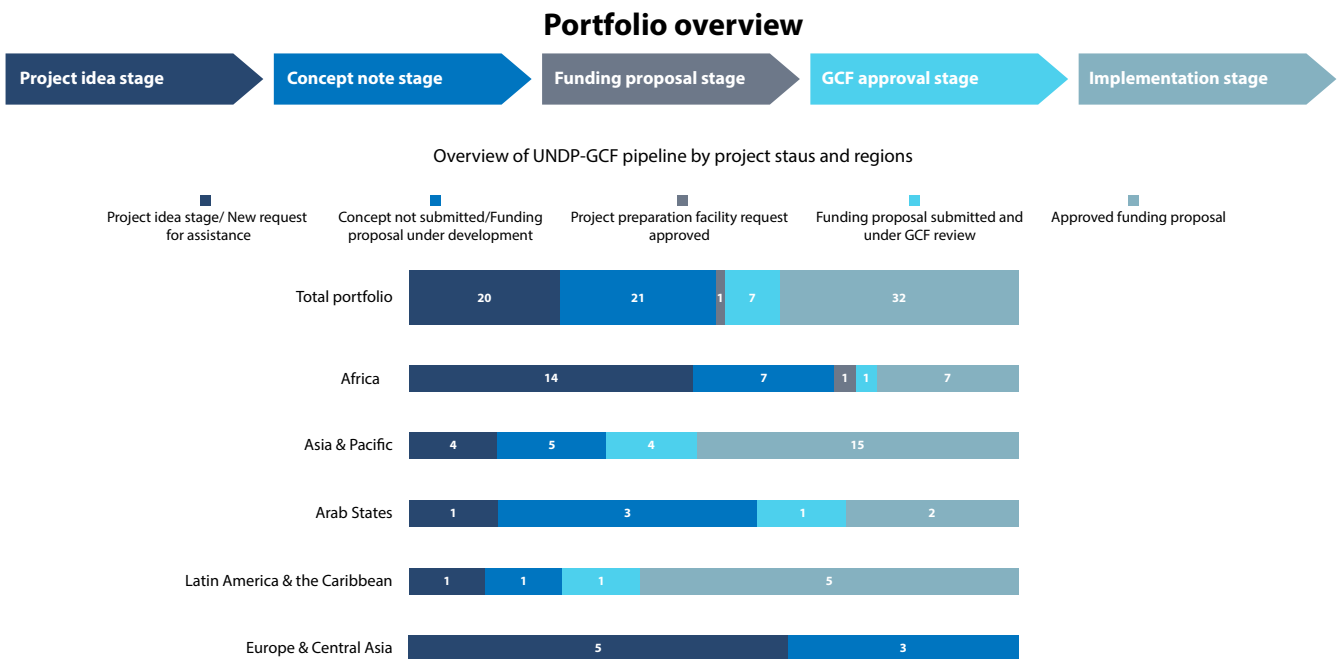 Portfolio overview
Project idea stage
Concept note stage
Funding proposal stage
GCF approval stage
Implementation stage
Overview of UNDP-GCF pipeline by project staus and regions
Project idea stage/ New request
for assistance
Concept not submitted/Funding
proposal under development
Project preparation facility request
approved
Funding proposal submitted and
under GCF review
Approved funding proposal
Total portfolio 20 21 1 7 32
Africa 14 7 1 1 7
Asia & Pacific 4 5 4 15
Arab States 1 3 1 2
Latin America & the Caribbean 1 1 1 5
Europe & Central Asia 5 3